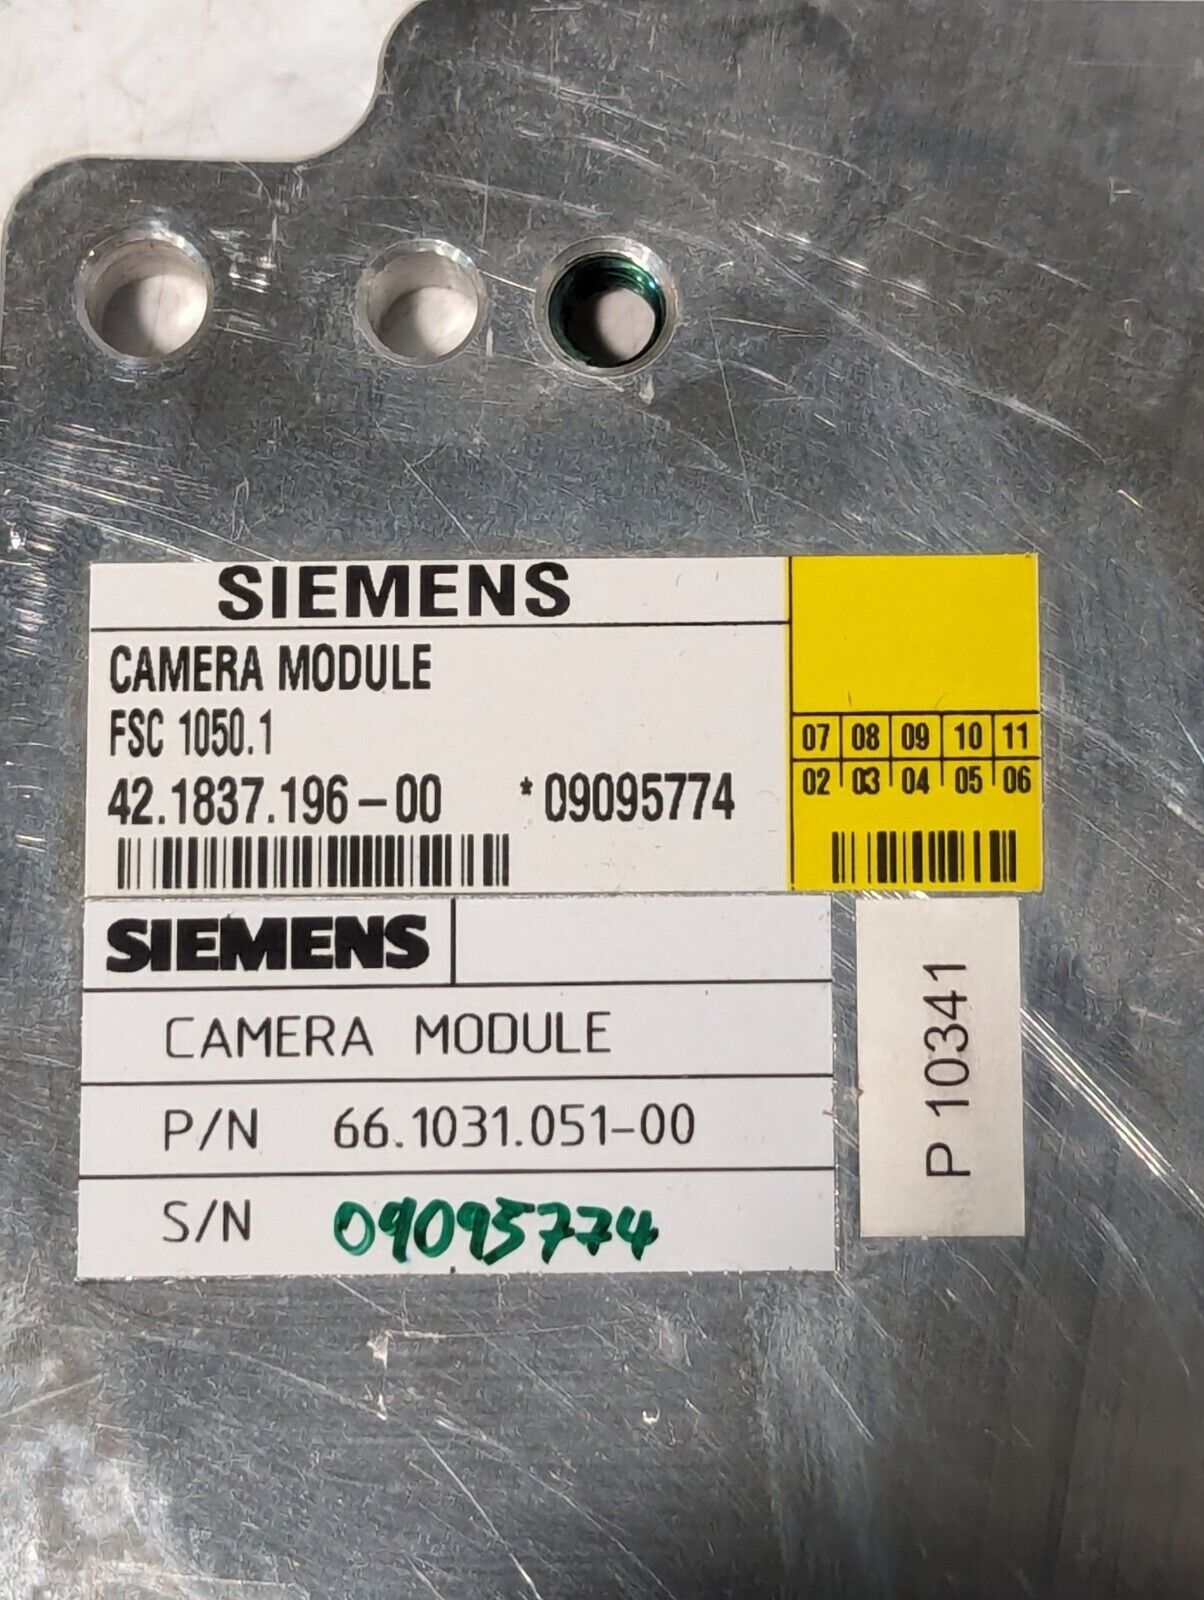 SIEMENS
CAMERA MODULE
FSC 1050.1
42.1837.196-00 *09095774
07 08 09 10 11
02 03 04 05 06
SIEMENS
CAMERA MODULE
P/N 66.1031.051-00
S/N 09095774
P 10341